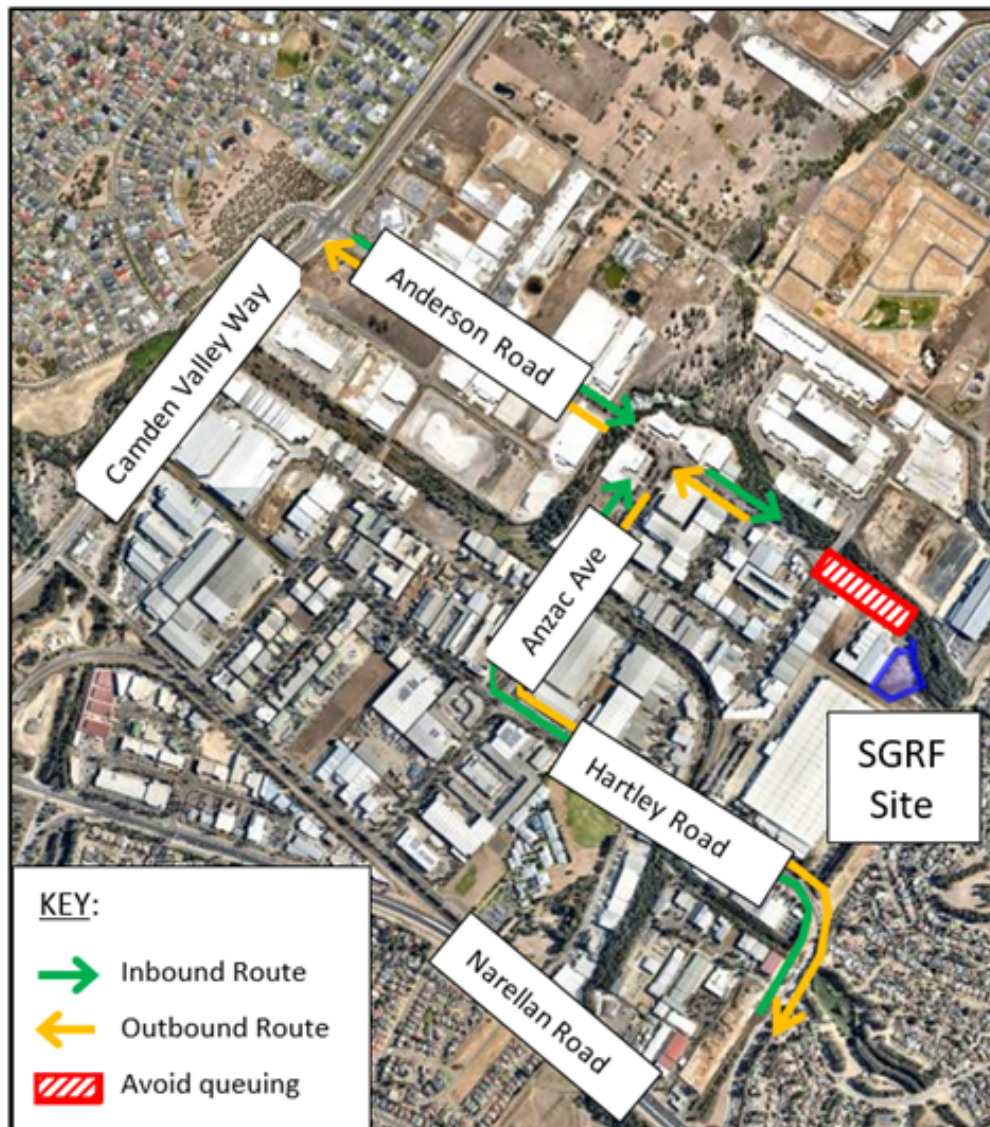 Camden Valley Way
Anderson Road
Anzac Ave
Hartley Road
Narellan Road
SGRF
Site
KEY:
Inbound Route
Outbound Route
Avoid queuing